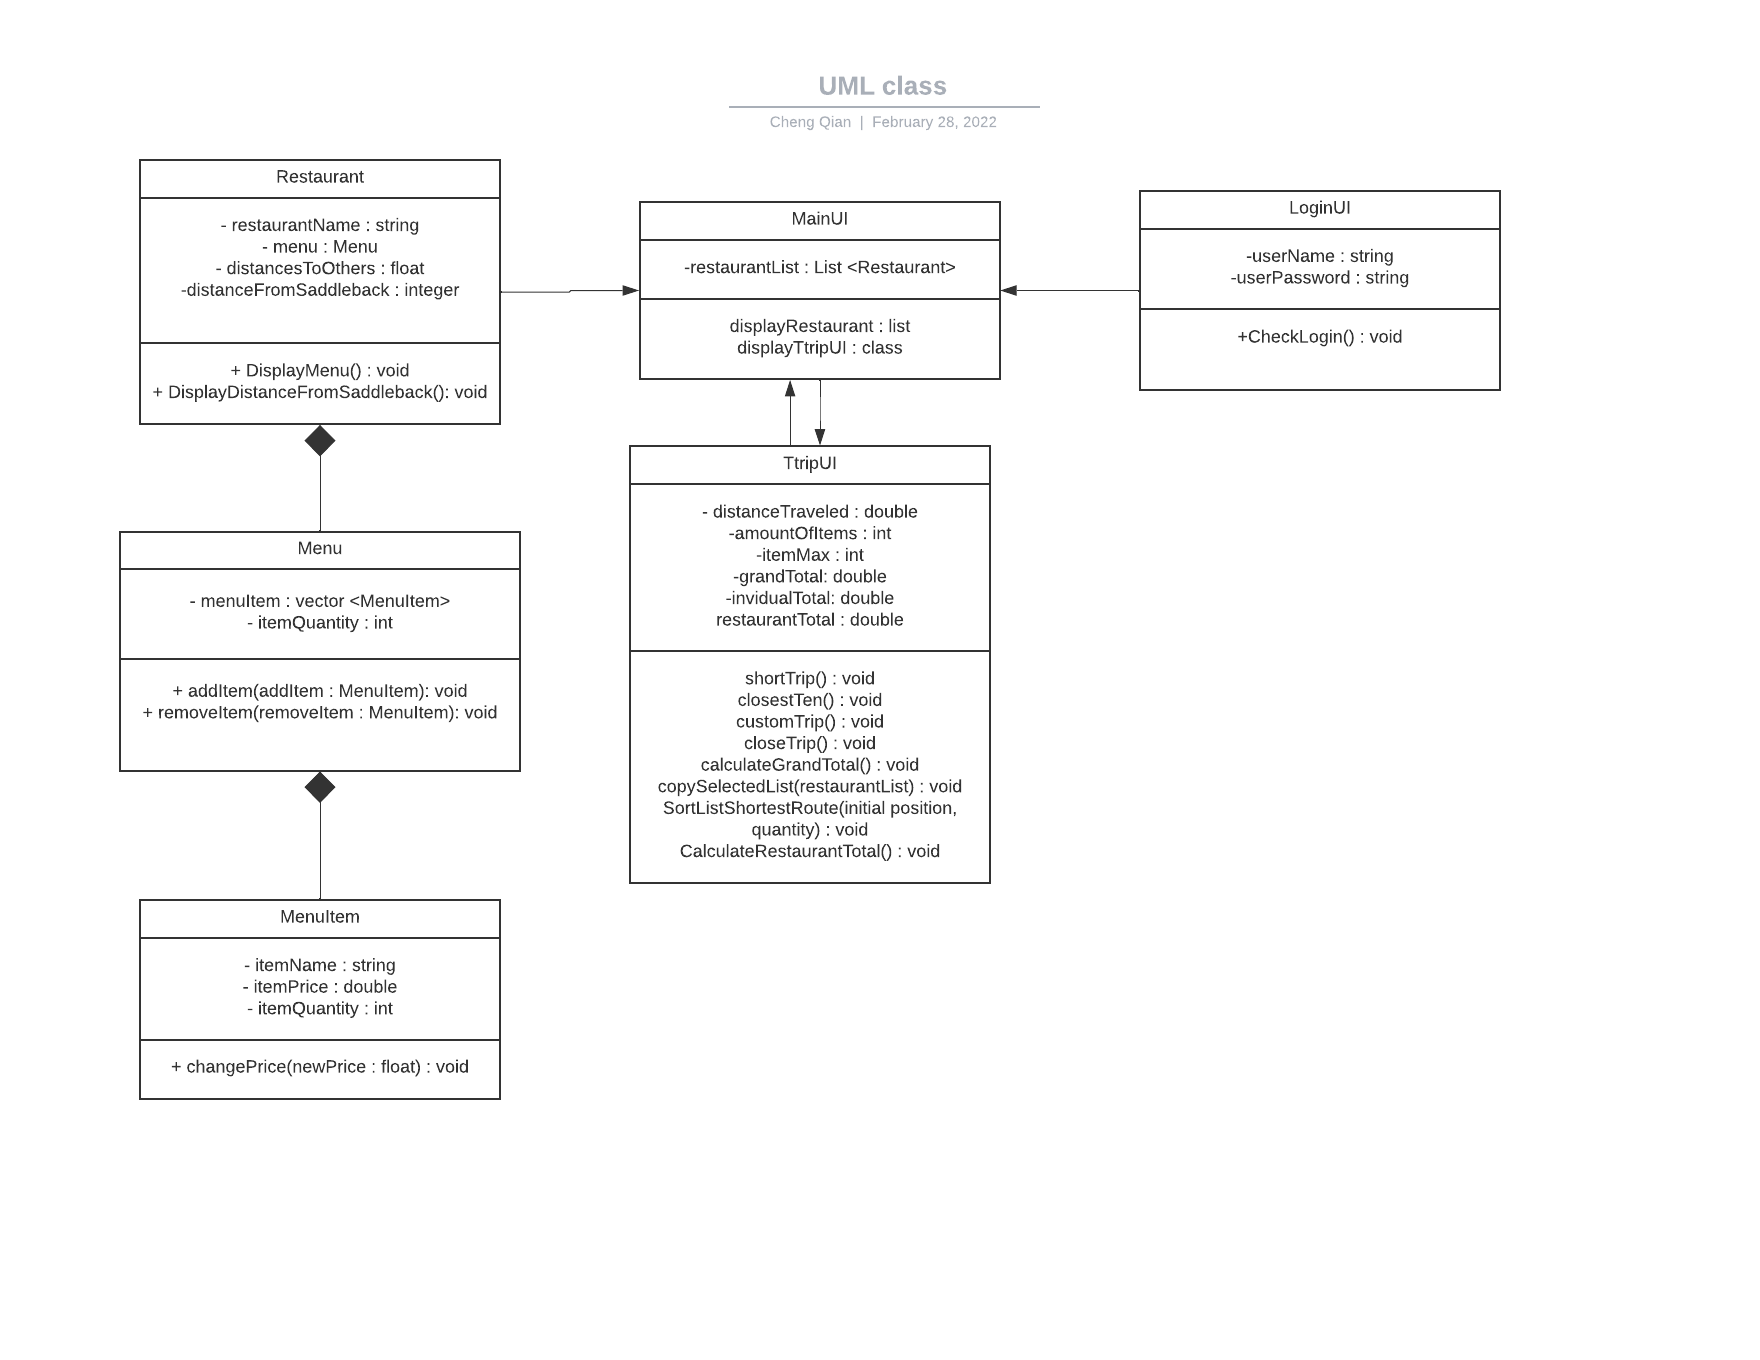 UML class
Cheng Qian | February 28, 2022
Restaurant
- restaurantName : string
- menu : Menu
- distancesToOthers : float
-distanceFromSaddleback : integer
+ DisplayMenu() : void
+ DisplayDistanceFromSaddleback(): void
MainUI
-restaurantList : List <Restaurant>
displayRestaurant : list
displayTtripUI : class
LoginUI
-userName : string
-userPassword : string
+CheckLogin() : void
Menu
- menuItem : vector <MenuItem>
- itemQuantity : int
+ addItem(addItem : MenuItem): void
+ removeItem(removeItem : MenuItem): void
TtripUI
- distanceTraveled : double
-amountOfItems : int
-itemMax : int
-grandTotal: double
-invidualTotal: double
restaurantTotal : double
shortTrip() : void
closestTen() : void
customTrip() : void
closeTrip() : void
calculateGrandTotal() : void
copySelectedList(restaurantList) : void
SortListShortestRoute(initial position,
quantity) : void
CalculateRestaurantTotal() : void
MenuItem
- itemName : string
- itemPrice : double
- itemQuantity : int
+ changePrice(newPrice : float) : void